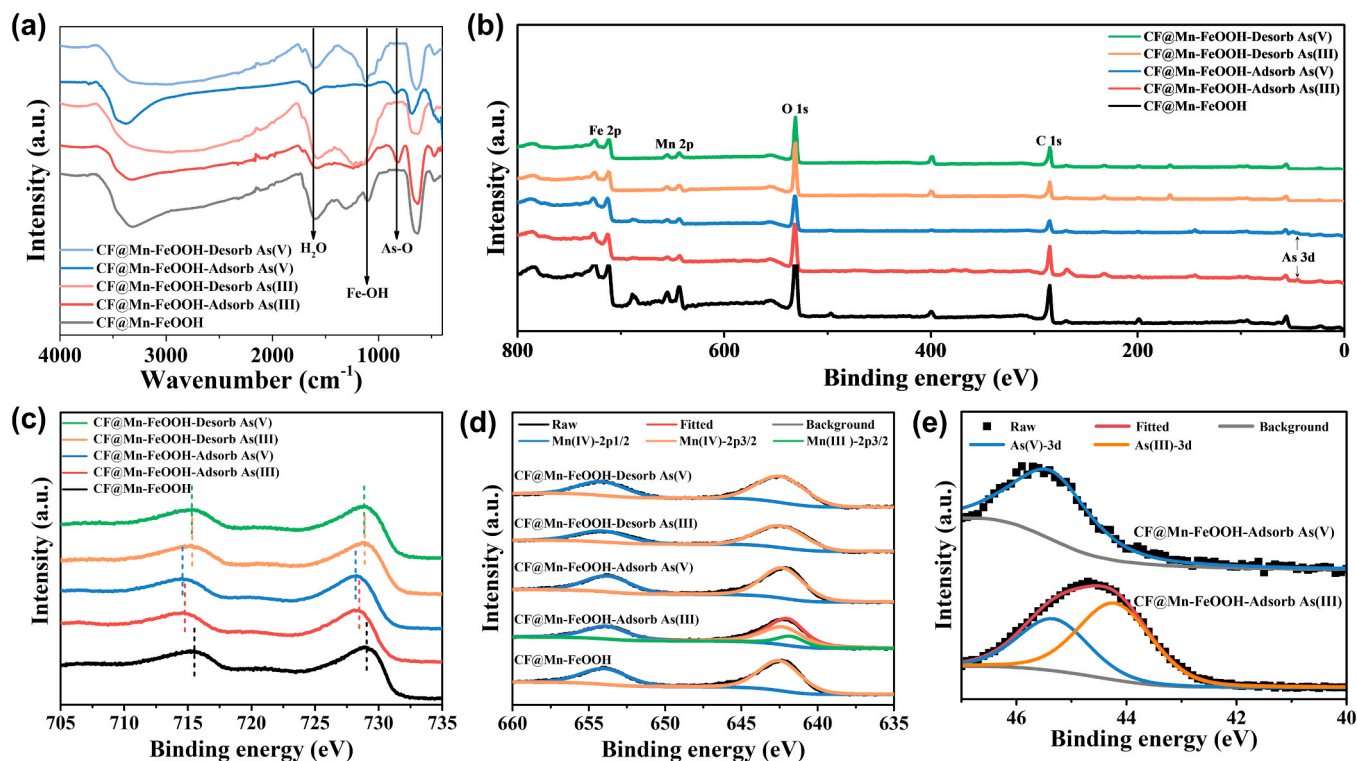 (a)
Intensity (a.u.)
H₂O
As-O
Fe-OH
CF@Mn-FeOOH-Desorb As(V)
CF@Mn-FeOOH-Adsorb As(V)
CF@Mn-FeOOH-Desorb As(III)
CF@Mn-FeOOH-Adsorb As(III)
CF@Mn-FeOOH
4000 3000 2000 1000
Wavenumber (cm⁻¹)
(b)
Intensity (a.u.)
CF@Mn-FeOOH-Desorb As(V)
CF@Mn-FeOOH-Desorb As(III)
CF@Mn-FeOOH-Adsorb As(V)
CF@Mn-FeOOH-Adsorb As(III)
CF@Mn-FeOOH
Fe 2p
Mn 2p
O 1s
C 1s
As 3d
800 600 400 200 0
Binding energy (eV)
(c)
Intensity (a.u.)
CF@Mn-FeOOH-Desorb As(V)
CF@Mn-FeOOH-Desorb As(III)
CF@Mn-FeOOH-Adsorb As(V)
CF@Mn-FeOOH-Adsorb As(III)
CF@Mn-FeOOH
705 710 715 720 725 730 735
Binding energy (eV)
(d)
Intensity (a.u.)
Raw Fitted Background
Mn(IV)-2p1/2 Mn(IV)-2p3/2 Mn(III )-2p3/2
CF@Mn-FeOOH-Desorb As(V)
CF@Mn-FeOOH-Desorb As(III)
CF@Mn-FeOOH-Adsorb As(V)
CF@Mn-FeOOH-Adsorb As(III)
CF@Mn-FeOOH
660 655 650 645 640 635
Binding energy (eV)
(e)
Intensity (a.u.)
Raw Fitted Background
As(V)-3d As(III)-3d
CF@Mn-FeOOH-Adsorb As(V)
CF@Mn-FeOOH-Adsorb As(III)
46 44 42 40
Binding energy (eV)